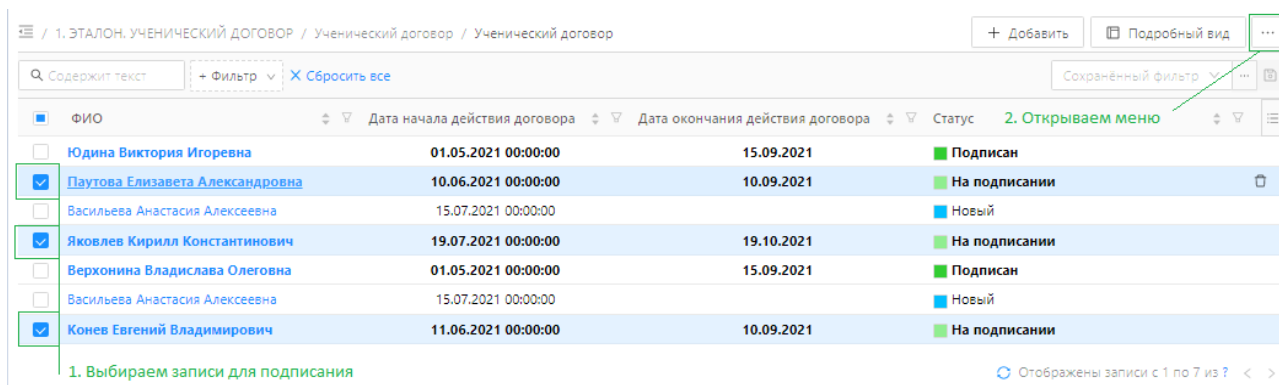 / 1. ЭТАЛОН. УЧЕНИЧЕСКИЙ ДОГОВОР / Ученический договор / Ученический договор + Добавить Подробный вид ...
Содержит текст + Фильтр Сбросить все Сохранённый фильтр ...
ФИО Дата начала действия договора Дата окончания действия договора Статус 2. Открываем меню
Юдина Виктория Игоревна 01.05.2021 00:00:00 15.09.2021 Подписан
Паутова Елизавета Александровна 10.06.2021 00:00:00 10.09.2021 На подписании
Васильева Анастасия Алексеевна 15.07.2021 00:00:00 Новый
Яковлев Кирилл Константинович 19.07.2021 00:00:00 19.10.2021 На подписании
Верхонина Владислава Олеговна 01.05.2021 00:00:00 15.09.2021 Подписан
Васильева Анастасия Алексеевна 15.07.2021 00:00:00 Новый
Конев Евгений Владимирович 11.06.2021 00:00:00 10.09.2021 На подписании
1. Выбираем записи для подписания Отображены записи с 1 по 7 из ? < >